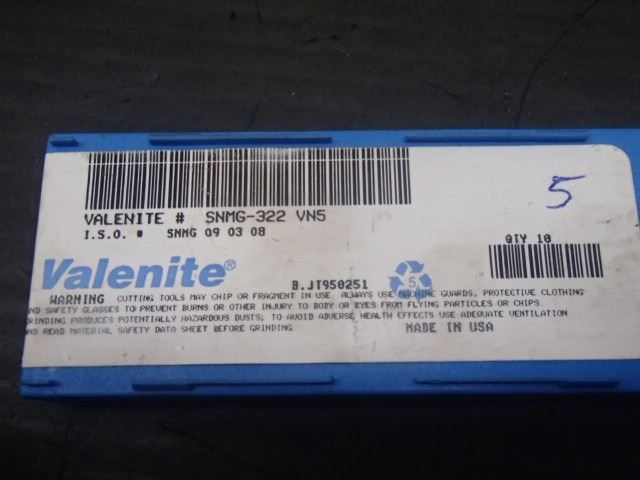 VALENITE # SNMG-322 VN5
I.S.O. # SNMG 09 03 08
5
QTY 10
Valenite®
B.JT950251
5
WARNING CUTTING TOOLS MAY CHIP OR FRAGMENT IN USE. ALWAYS USE MACHINE GUARDS, PROTECTIVE CLOTHING
AND SAFETY GLASSES TO PREVENT BURNS OR OTHER INJURY TO BODY OR EYES FROM FLYING PARTICLES OR CHIPS.
GRINDING PRODUCES POTENTIALLY HAZARDOUS DUSTS; TO AVOID ADVERSE HEALTH EFFECTS USE ADEQUATE VENTILATION
AND READ MATERIAL SAFETY DATA SHEET BEFORE GRINDING
MADE IN USA